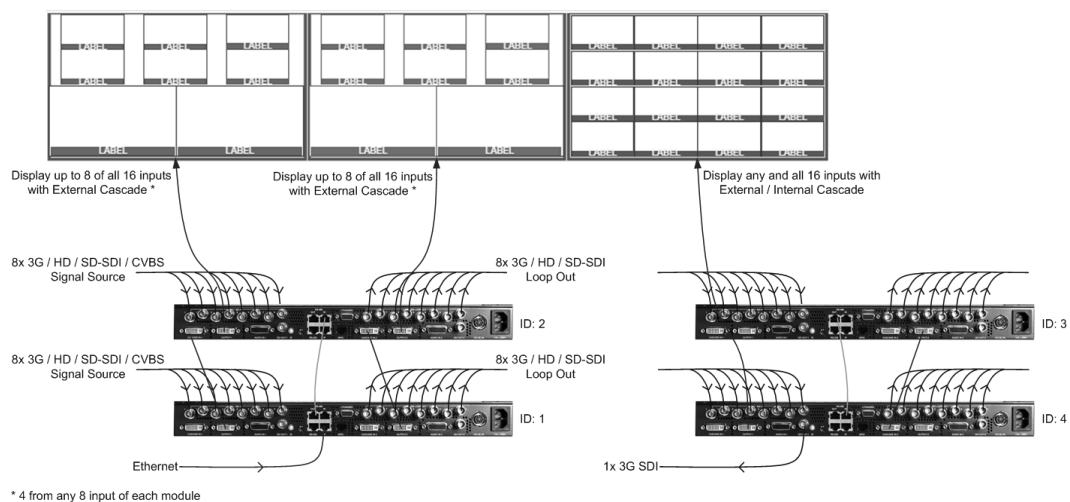 LABEL LABEL LABEL LABEL LABEL LABEL LABEL LABEL LABEL LABEL
LABEL LABEL LABEL LABEL LABEL LABEL LABEL LABEL LABEL LABEL
LABEL LABEL LABEL LABEL
LABEL LABEL LABEL LABEL LABEL LABEL LABEL LABEL
Display up to 8 of all 16 inputs
with External Cascade *
Display up to 8 of all 16 inputs
with External Cascade *
Display any and all 16 inputs with
External / Internal Cascade
8x 3G / HD / SD-SDI / CVBS
Signal Source
8x 3G / HD / SD-SDI
Loop Out
ID: 2
ID: 3
8x 3G / HD / SD-SDI / CVBS
Signal Source
8x 3G / HD / SD-SDI
Loop Out
ID: 1
ID: 4
Ethernet
1x 3G SDI
* 4 from any 8 input of each module